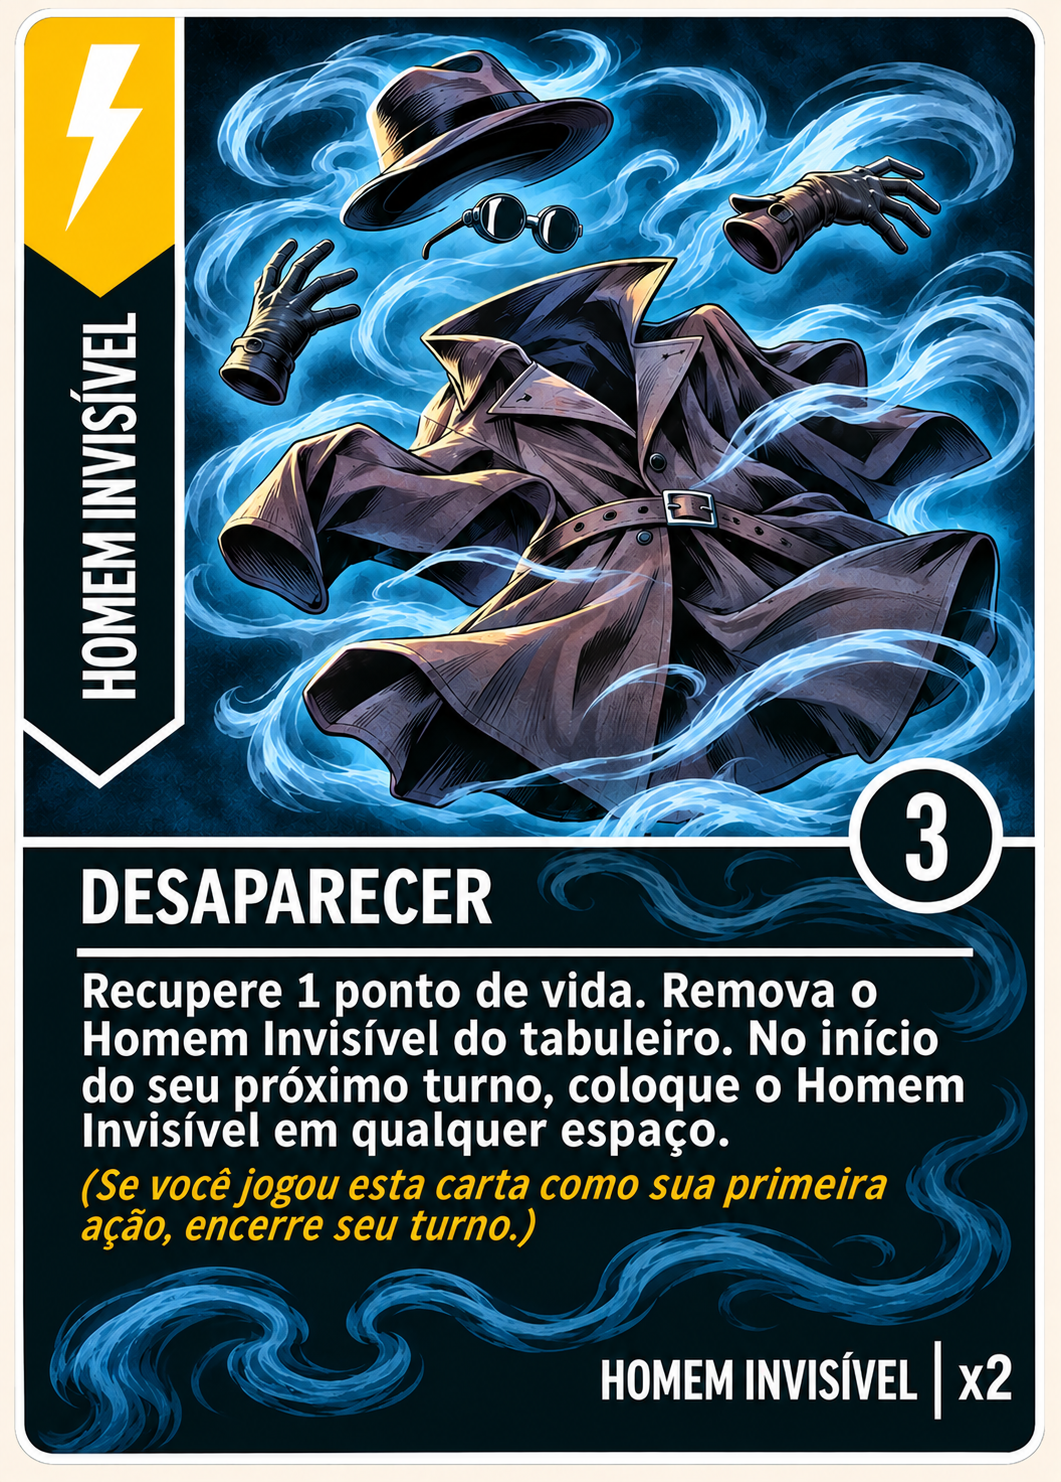 HOMEM INVISÍVEL
3
DESAPARECER
Recupere 1 ponto de vida. Remova o
Homem Invisível do tabuleiro. No início
do seu próximo turno, coloque o Homem
Invisível em qualquer espaço.
(Se você jogou esta carta como sua primeira
ação, encerre seu turno.)
HOMEM INVISÍVEL | x2